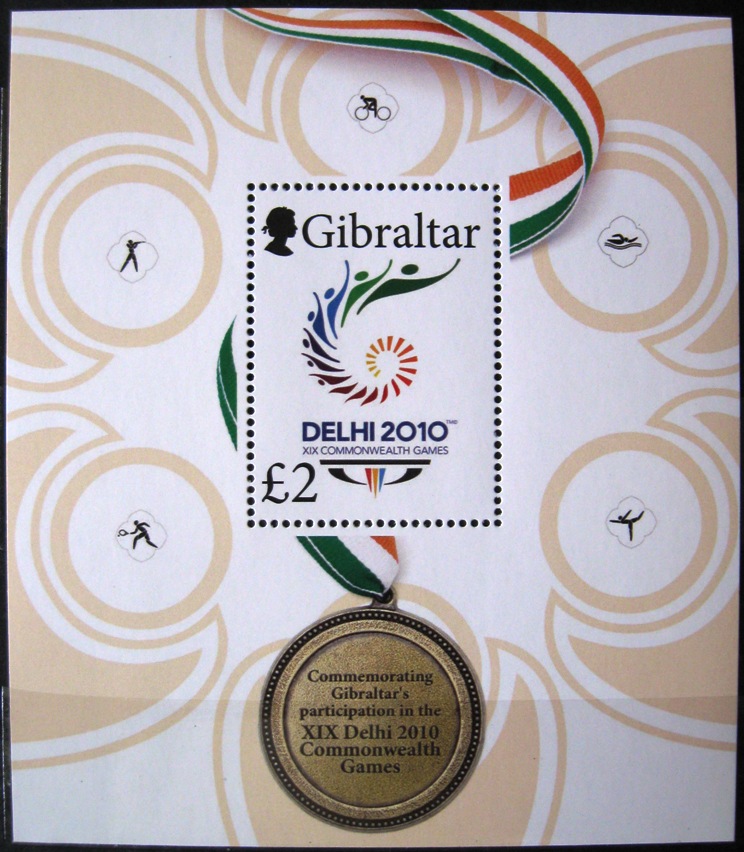 Gibraltar
DELHI 2010
XIX COMMONWEALTH GAMES
£2
Commemorating
Gibraltar's
participation in the
XIX Delhi 2010
Commonwealth
Games